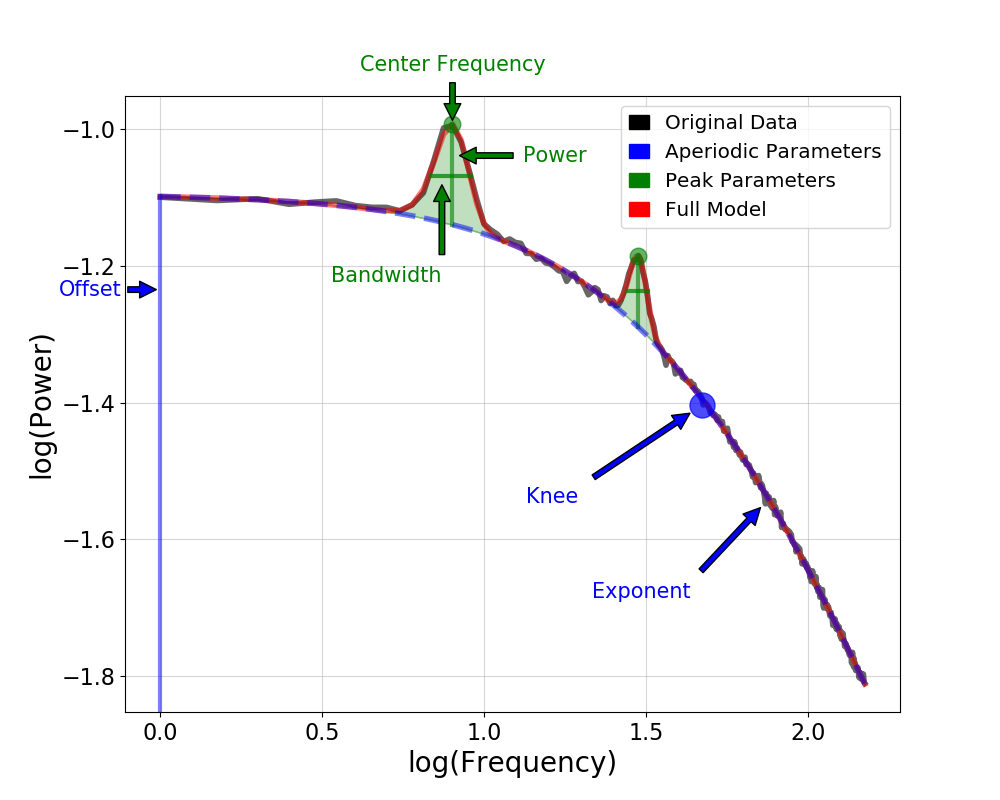 Center Frequency
Original Data
Aperiodic Parameters
Peak Parameters
Full Model
Power
Bandwidth
Offset
Knee
Exponent
log(Power)
−1.0
−1.2
−1.4
−1.6
−1.8
0.0
0.5
1.0
1.5
2.0
log(Frequency)